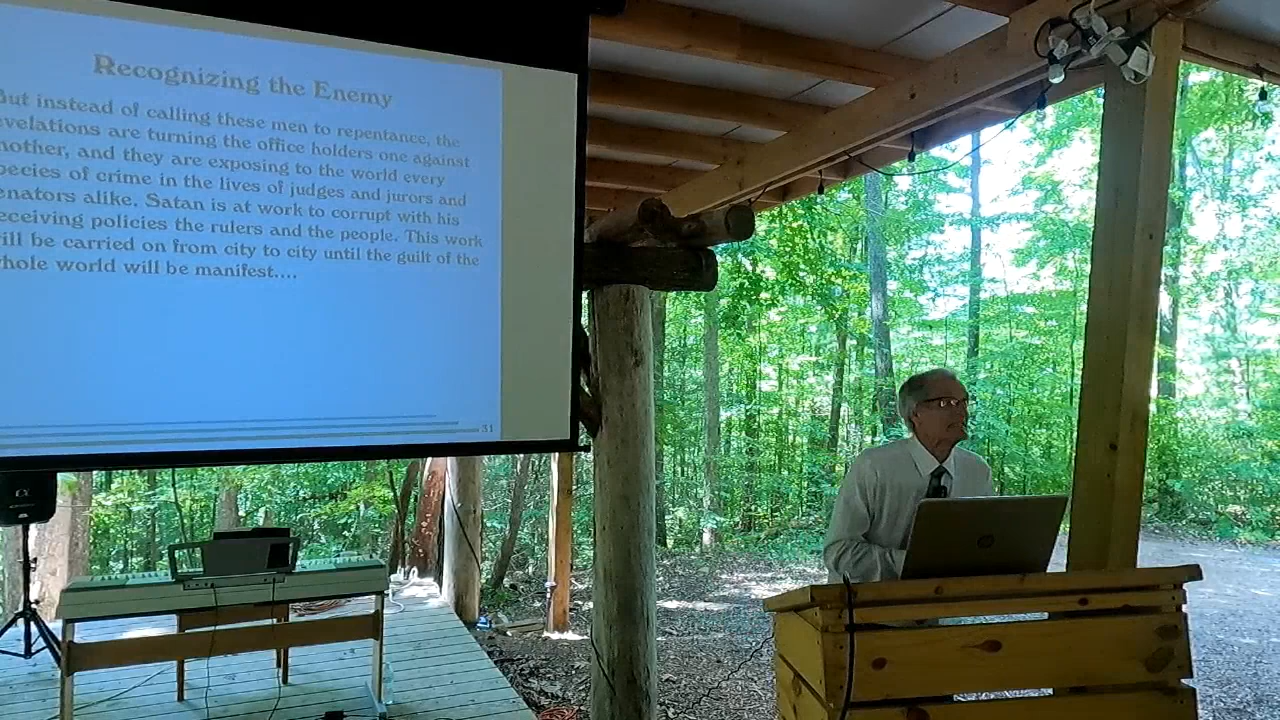 Recognizing the Enemy
But instead of calling these men to repentance, the
evelations are turning the office holders one against
nother, and they are exposing to the world every
pecies of crime in the lives of judges and jurors and
enators alike. Satan is at work to corrupt with his
eceiving policies the rulers and the people. This work
ill be carried on from city to city until the guilt of the
whole world will be manifest....
31
hp